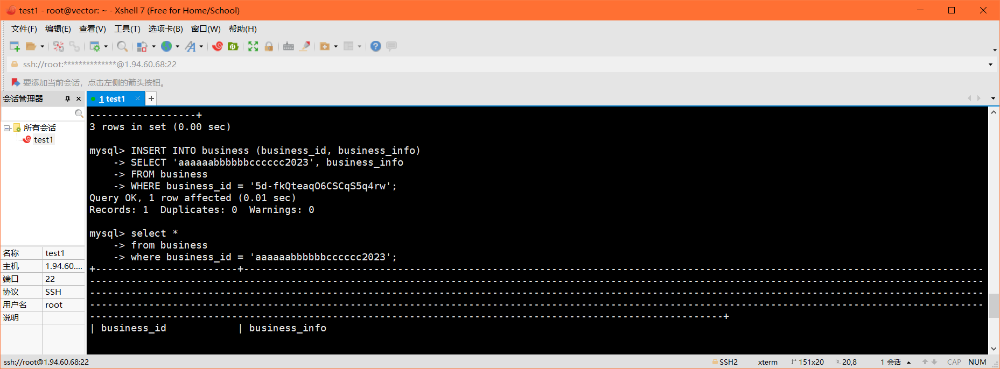 test1 - root@vector: ~ - Xshell 7 (Free for Home/School)
文件(F) 编辑(E) 查看(V) 工具(T) 选项卡(B) 窗口(W) 帮助(H)
ssh://root:**************@1.94.60.68:22
要添加当前会话，点击左侧的箭头按钮。
会话管理器
1 test1
所有会话
test1
名称 test1
主机 1.94.60....
端口 22
协议 SSH
用户名 root
说明
------------------+
3 rows in set (0.00 sec)
mysql> INSERT INTO business (business_id, business_info)
    -> SELECT 'aaaaaabbbbbbcccccc2023', business_info
    -> FROM business
    -> WHERE business_id = '5d-fkQteaqO6CSCqS5q4rw';
Query OK, 1 row affected (0.01 sec)
Records: 1  Duplicates: 0  Warnings: 0
mysql> select *
    -> from business
    -> where business_id = 'aaaaaabbbbbbcccccc2023';
| business_id            | business_info
ssh://root@1.94.60.68:22 SSH2 xterm 151x20 20,8 1 会话 CAP NUM